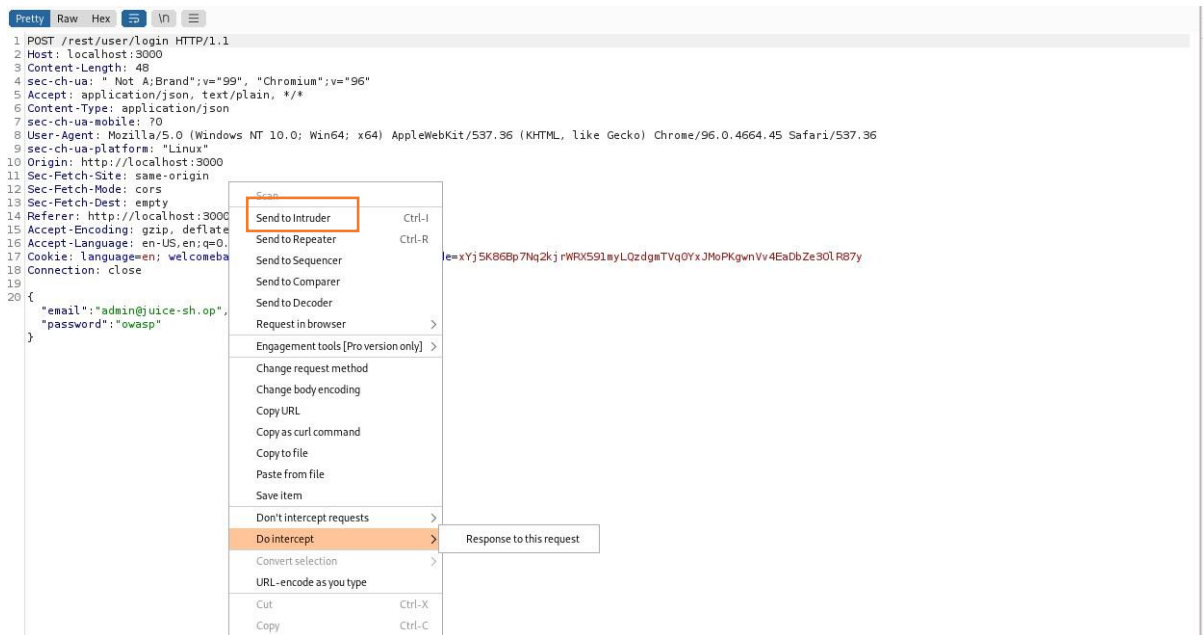 Pretty Raw Hex \n
1 POST /rest/user/login HTTP/1.1
2 Host: localhost:3000
3 Content-Length: 48
4 sec-ch-ua: " Not A;Brand";v="99", "Chromium";v="96"
5 Accept: application/json, text/plain, */*
6 Content-Type: application/json
7 sec-ch-ua-mobile: ?0
8 User-Agent: Mozilla/5.0 (Windows NT 10.0; Win64; x64) AppleWebKit/537.36 (KHTML, like Gecko) Chrome/96.0.4664.45 Safari/537.36
9 sec-ch-ua-platform: "Linux"
10 Origin: http://localhost:3000
11 Sec-Fetch-Site: same-origin
12 Sec-Fetch-Mode: cors
13 Sec-Fetch-Dest: empty
14 Referer: http://localhost:3000
15 Accept-Encoding: gzip, deflate
16 Accept-Language: en-US,en;q=0.
17 Cookie: language=en; welcomeba le=xYj5K86Bp7Nq2kjrWRX591myLQzdgmTVqOYxJMoPKgwnVv4EaDbZe3OlR87y
18 Connection: close
19
20 {
"email":"admin@juice-sh.op",
"password":"owasp"
}
Scan
Send to Intruder Ctrl-I
Send to Repeater Ctrl-R
Send to Sequencer
Send to Comparer
Send to Decoder
Request in browser
Engagement tools [Pro version only]
Change request method
Change body encoding
Copy URL
Copy as curl command
Copy to file
Paste from file
Save item
Don't intercept requests
Do intercept
Response to this request
Convert selection
URL-encode as you type
Cut Ctrl-X
Copy Ctrl-C